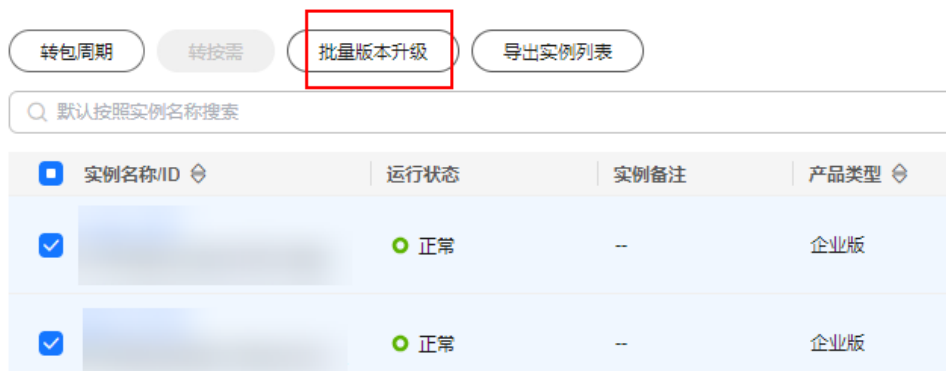 转包周期 转按需 批量版本升级 导出实例列表
默认按照实例名称搜索
实例名称/ID 运行状态 实例备注 产品类型
正常 -- 企业版
正常 -- 企业版